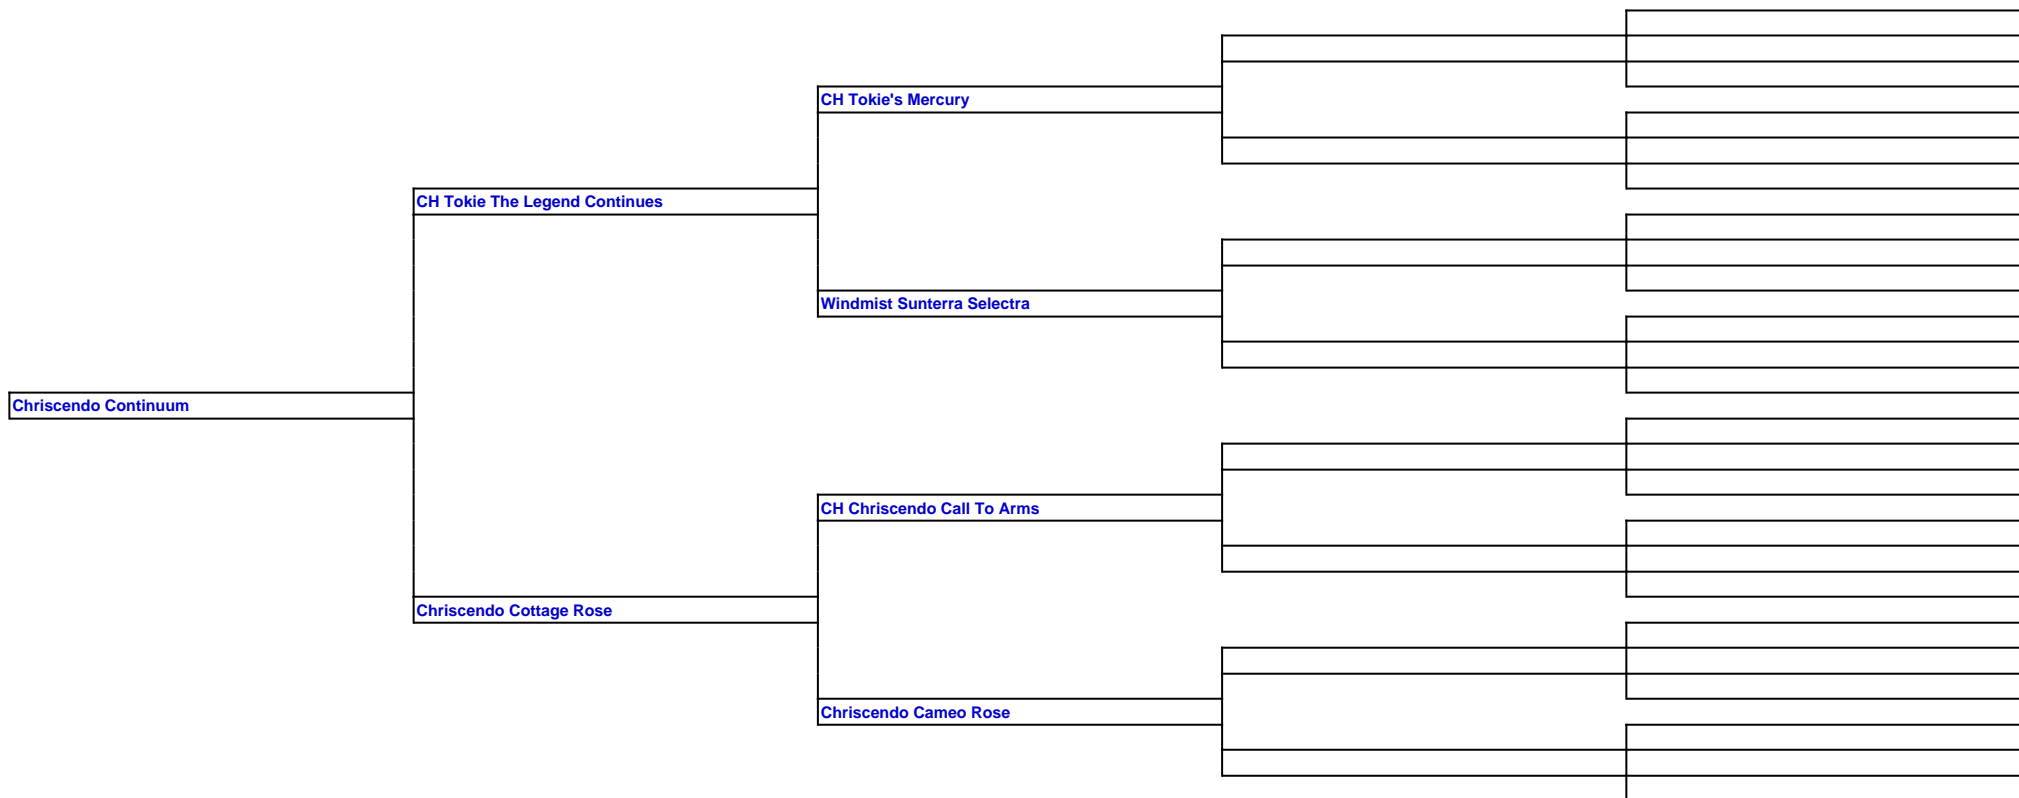 CH Tokie's Mercury
CH Tokie The Legend Continues
Windmist Sunterra Selectra
Chriscendo Continuum
CH Chriscendo Call To Arms
Chriscendo Cottage Rose
Chriscendo Cameo Rose